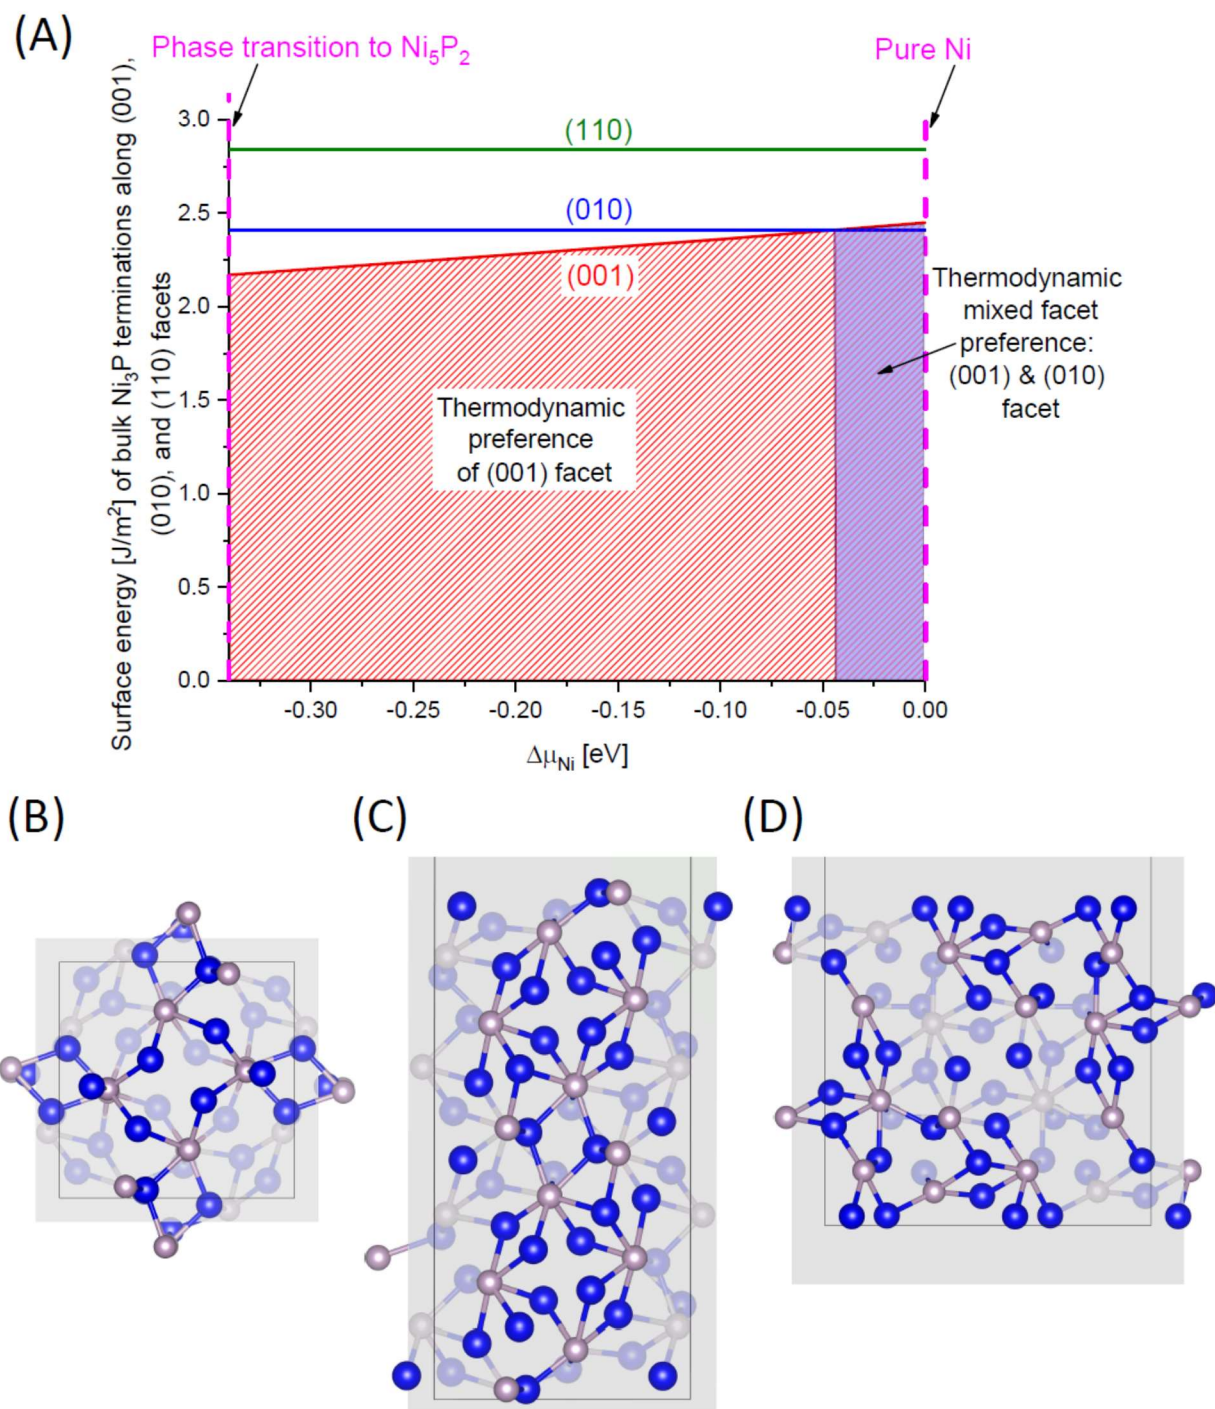 (A)
Phase transition to Ni₅P₂
Pure Ni
Surface energy [J/m²] of bulk Ni₃P terminations along (001),
(010), and (110) facets
3.0
2.5
2.0
1.5
1.0
0.5
0.0
(110)
(010)
(001)
Thermodynamic
preference
of (001) facet
Thermodynamic
mixed facet
preference:
(001) & (010)
facet
-0.30
-0.25
-0.20
-0.15
-0.10
-0.05
0.00
Δμ_Ni [eV]
(B)
(C)
(D)